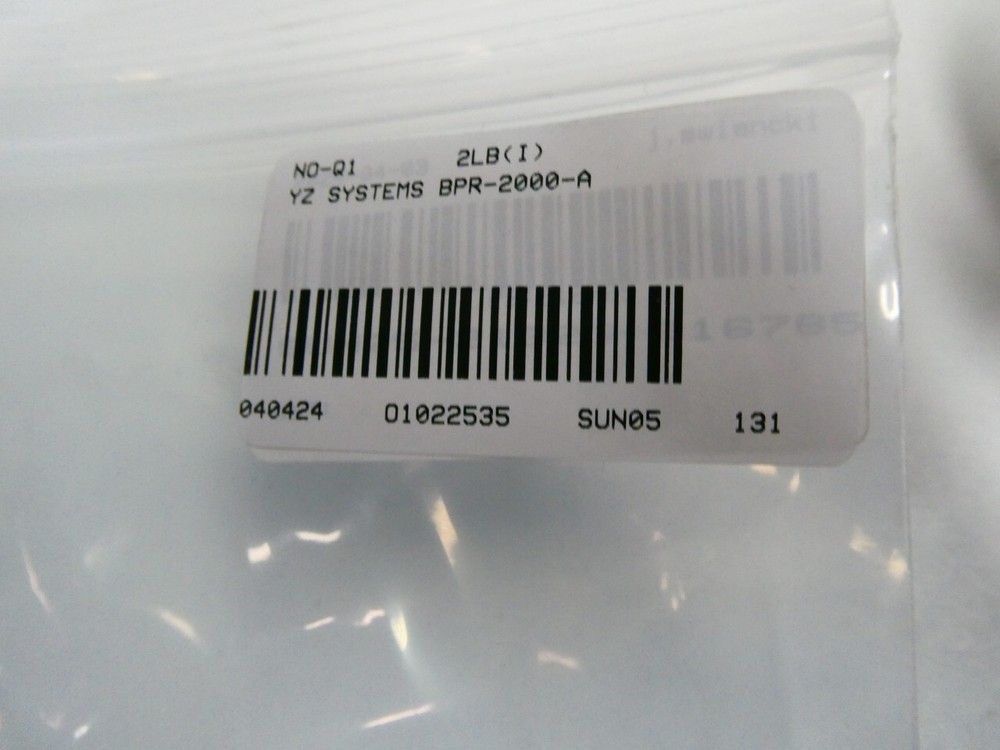 NO-Q1 2LB(I)
YZ SYSTEMS BPR-2000-A
040424 01022535 SUN05 131